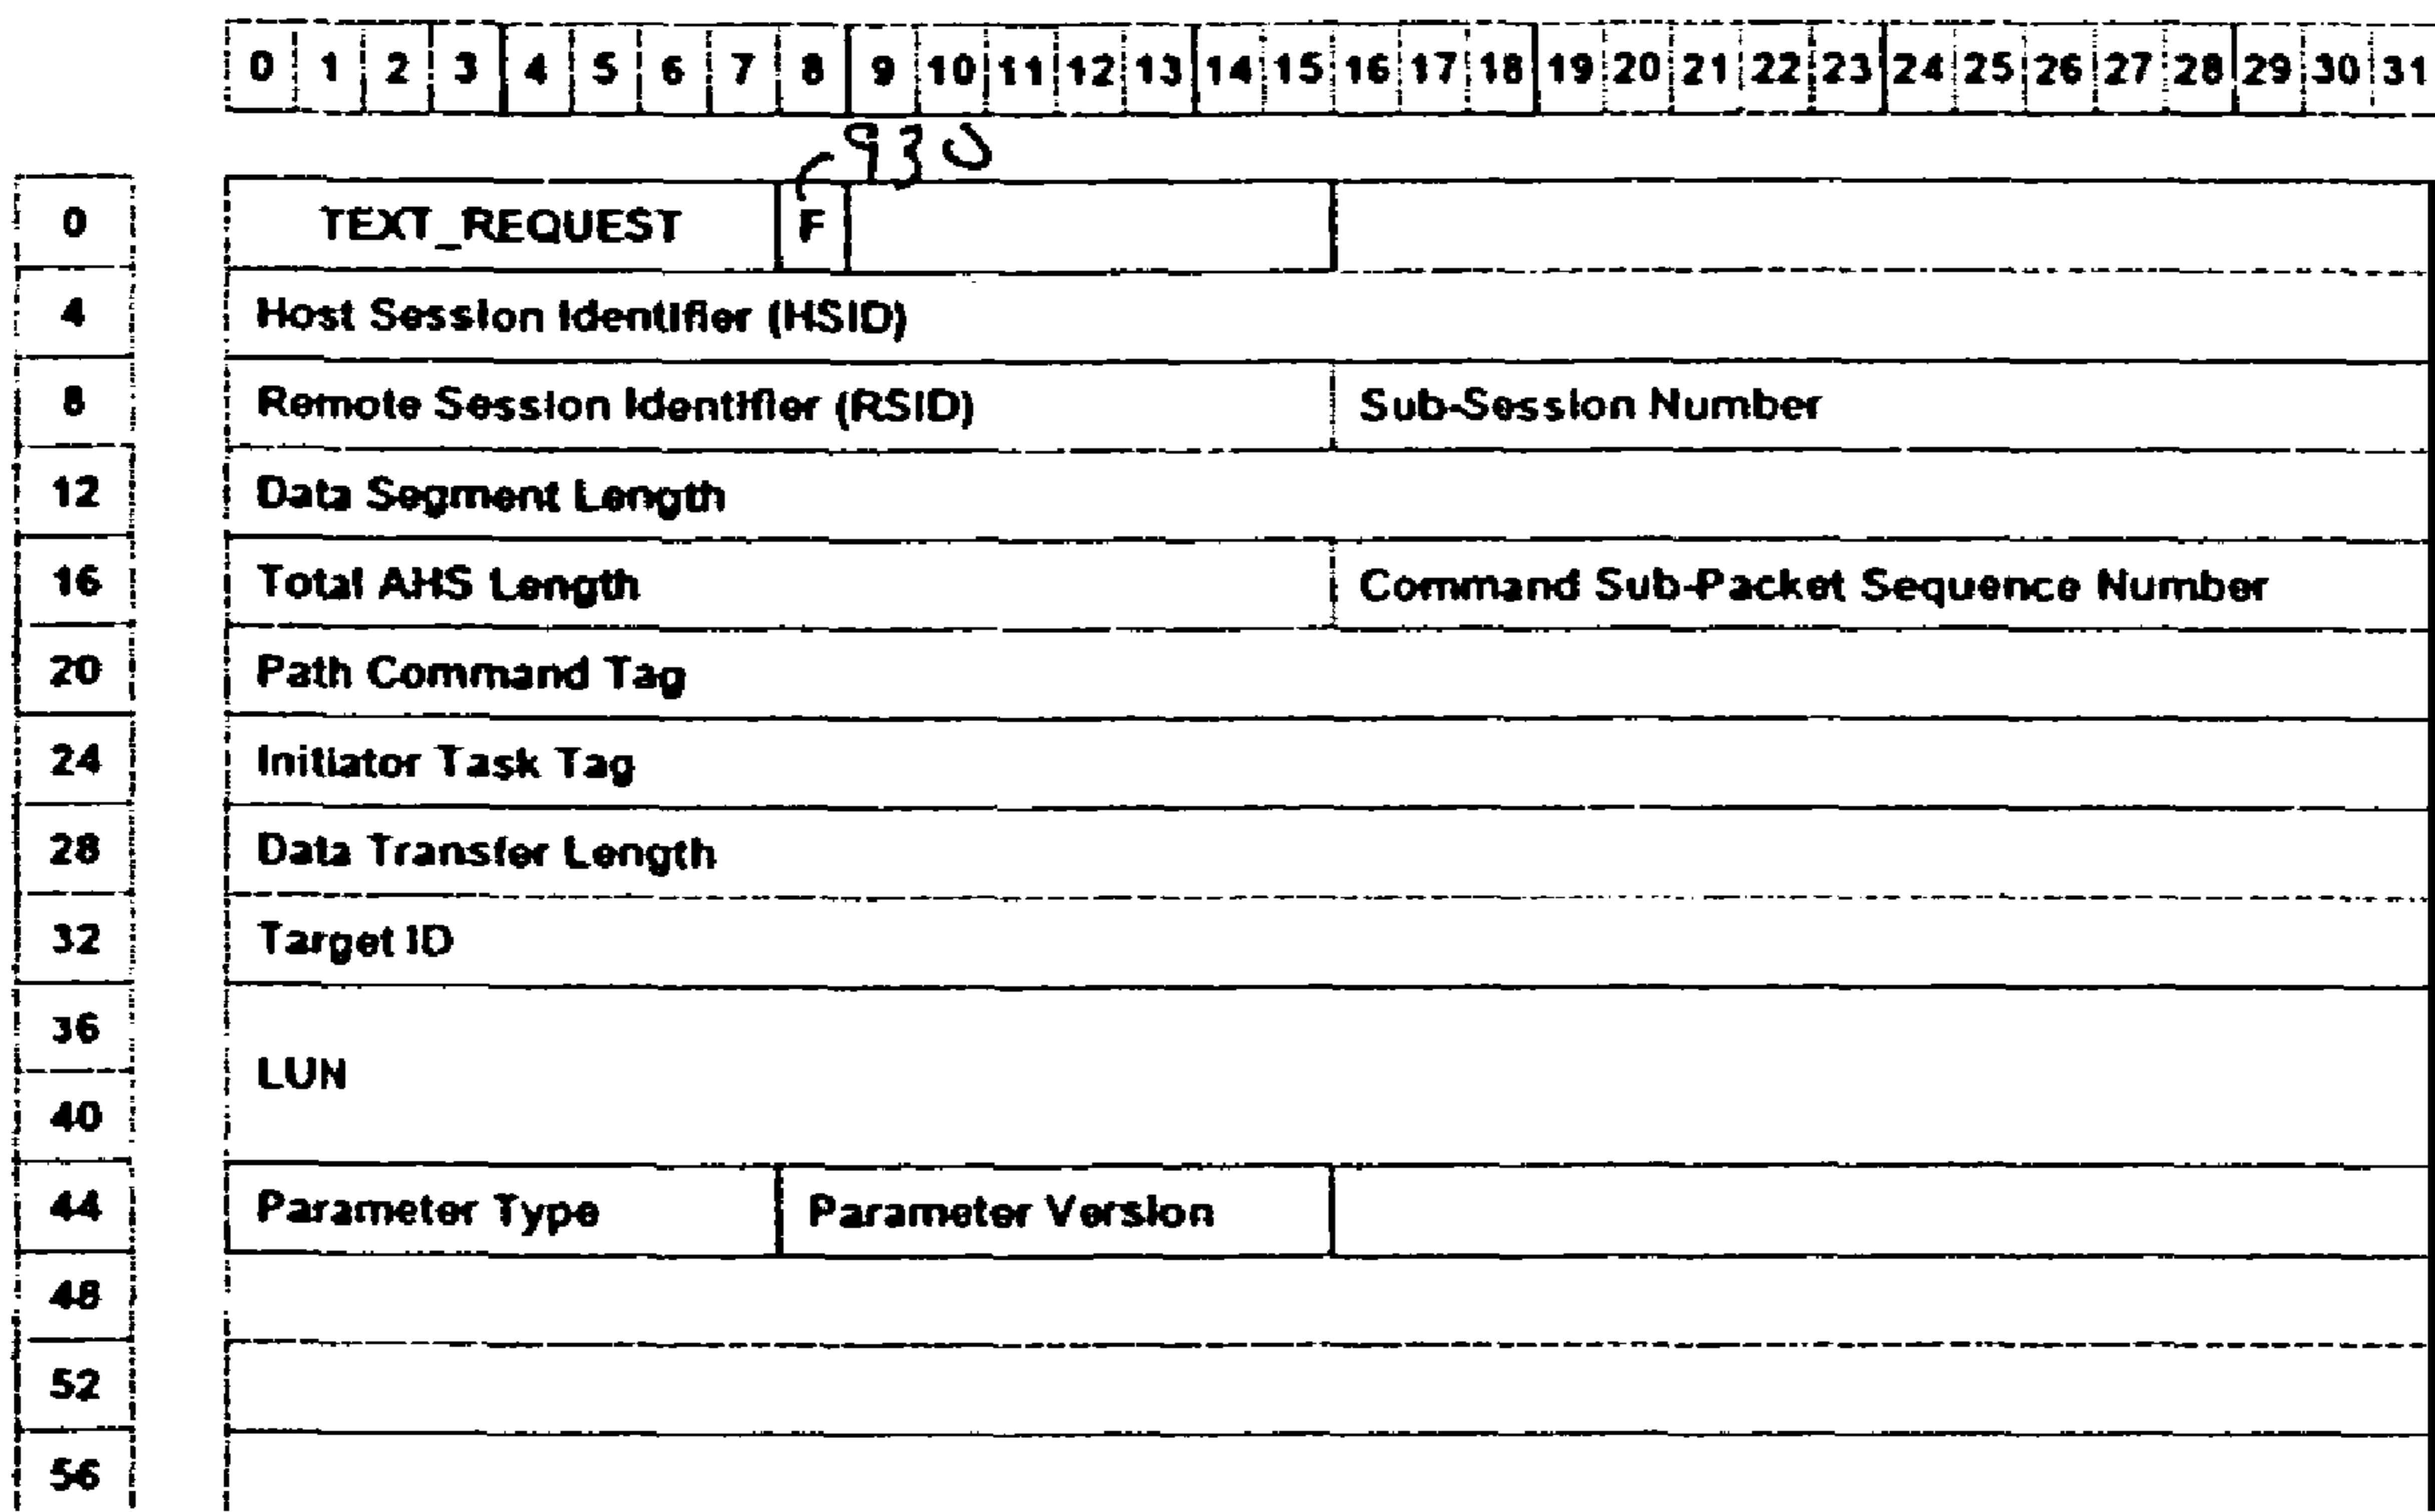 0 1 2 3 4 5 6 7 8 9 10 11 12 13 14 15 16 17 18 19 20 21 22 23 24 25 26 27 28 29 30 31
930
0 TEXT_REQUEST F
4 Host Session Identifier (HSID)
8 Remote Session Identifier (RSID) Sub-Session Number
12 Data Segment Length
16 Total AHS Length Command Sub-Packet Sequence Number
20 Path Command Tag
24 Initiator Task Tag
28 Data Transfer Length
32 Target ID
36
LUN
40
44 Parameter Type Parameter Version
48
52
56